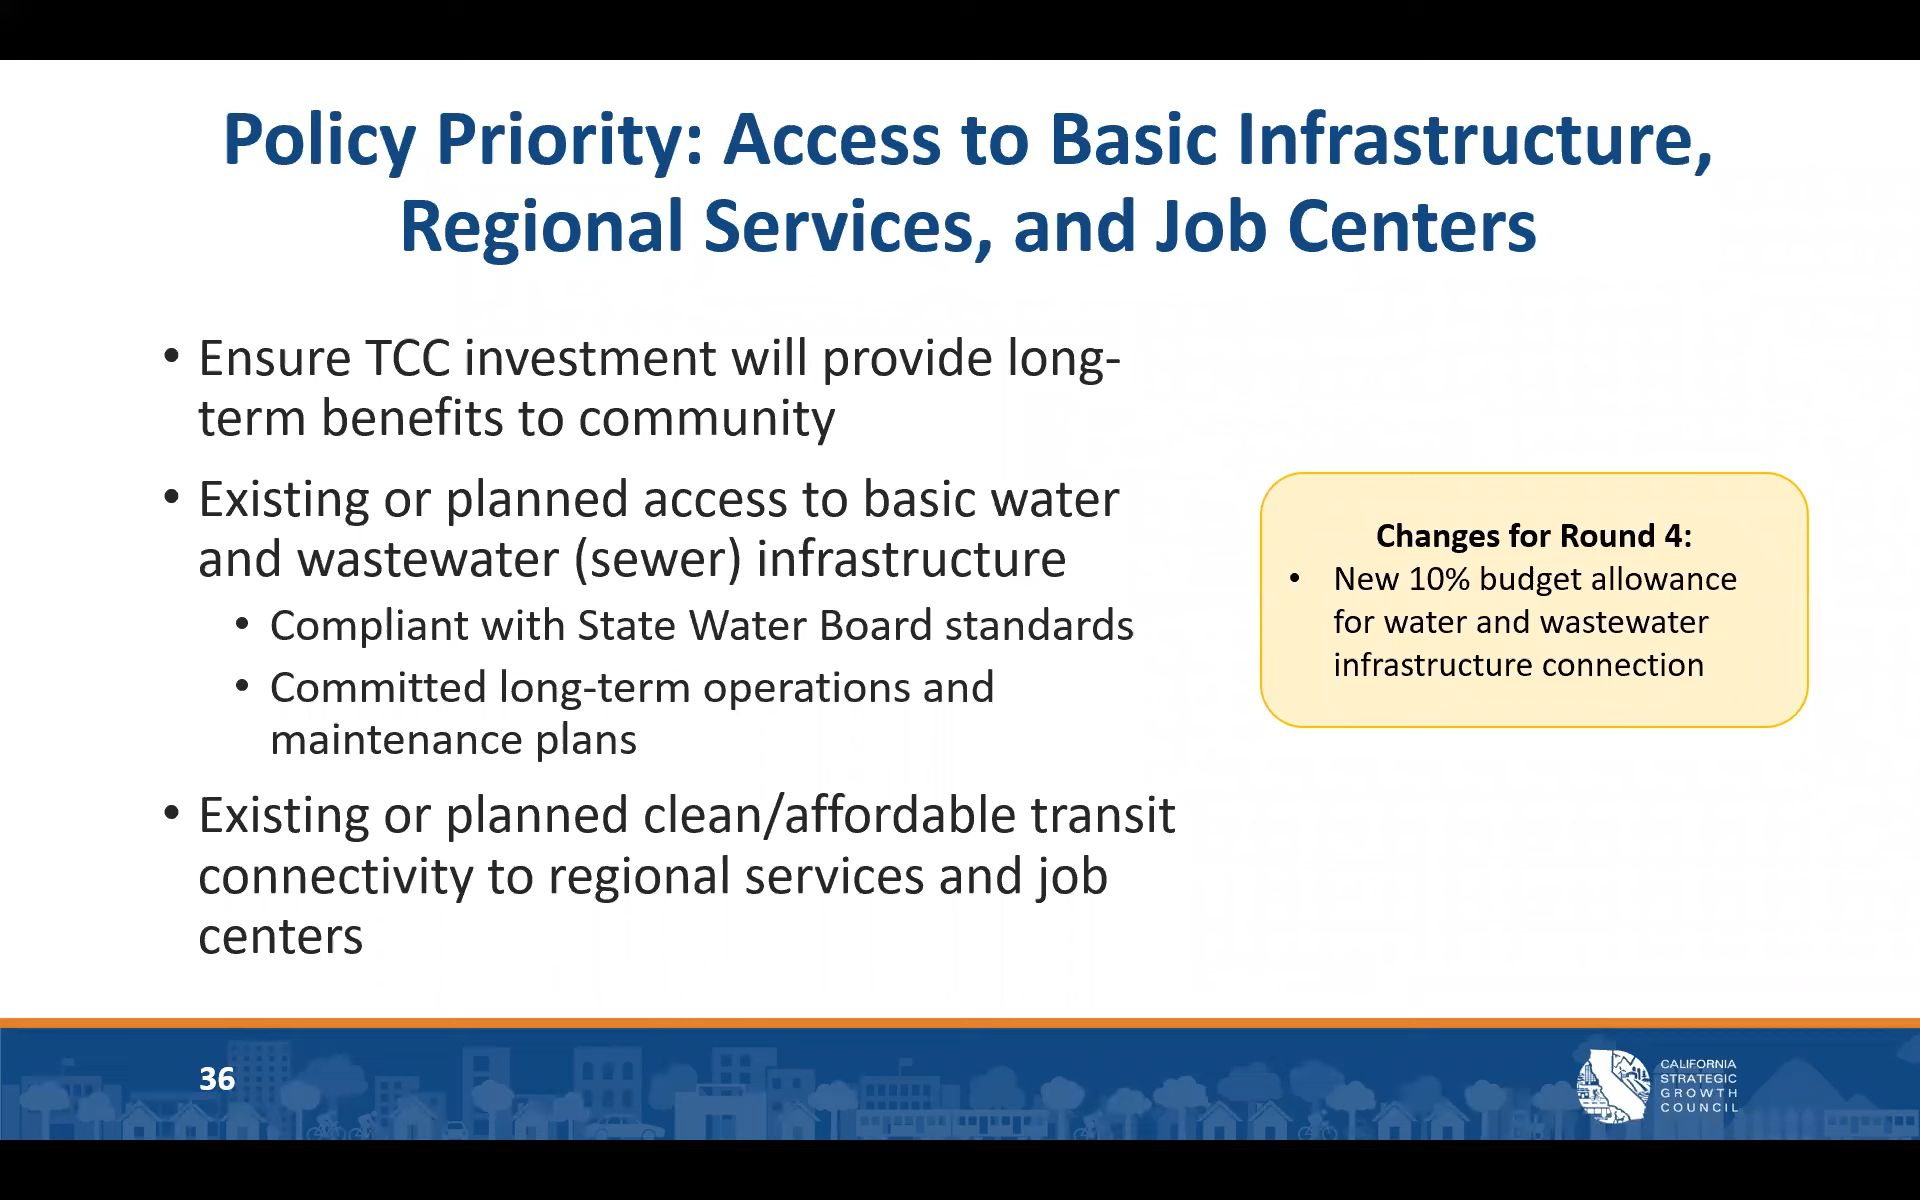 Policy Priority: Access to Basic Infrastructure,
Regional Services, and Job Centers
• Ensure TCC investment will provide long-
term benefits to community
• Existing or planned access to basic water
and wastewater (sewer) infrastructure
• Compliant with State Water Board standards
• Committed long-term operations and
maintenance plans
• Existing or planned clean/affordable transit
connectivity to regional services and job
centers
Changes for Round 4:
• New 10% budget allowance
for water and wastewater
infrastructure connection
36
CALIFORNIA
STRATEGIC
GROWTH
COUNCIL